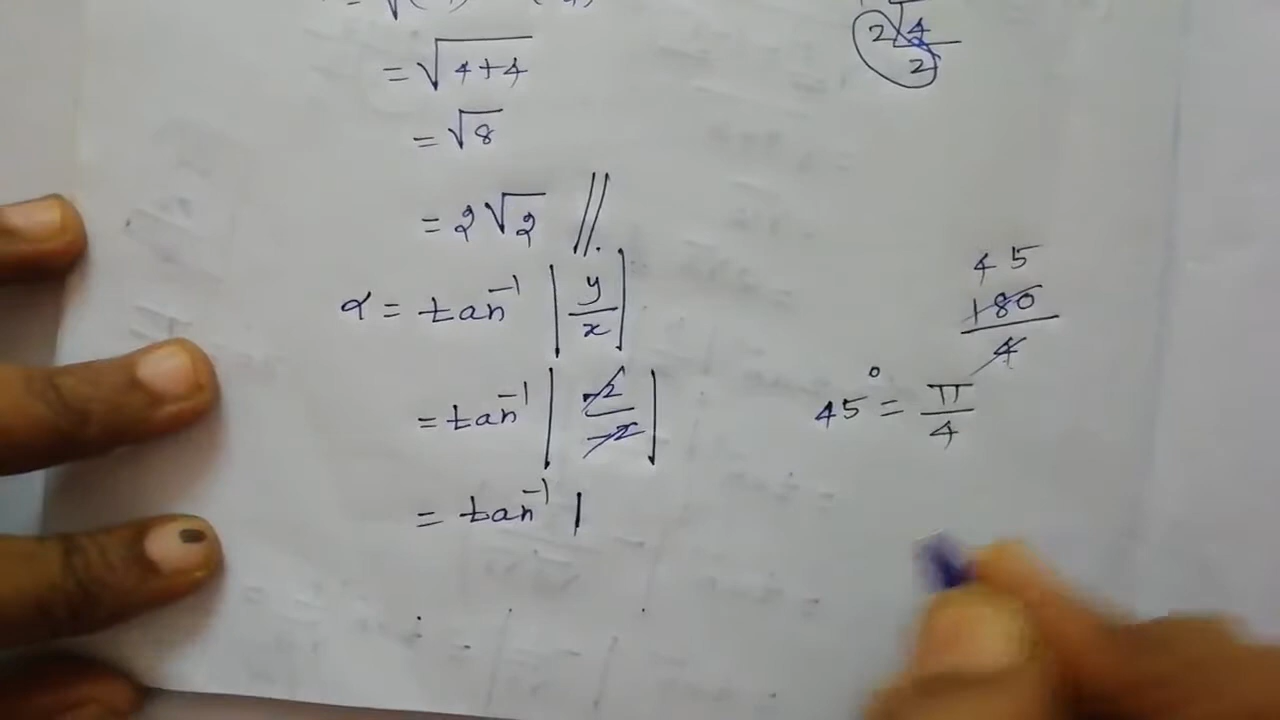 = √4+4
= √8
= 2√2 //
α = tan⁻¹ |y/x|
= tan⁻¹ |-2/-2|
= tan⁻¹ 1
2 4
2
45
180
4
45° = π/4